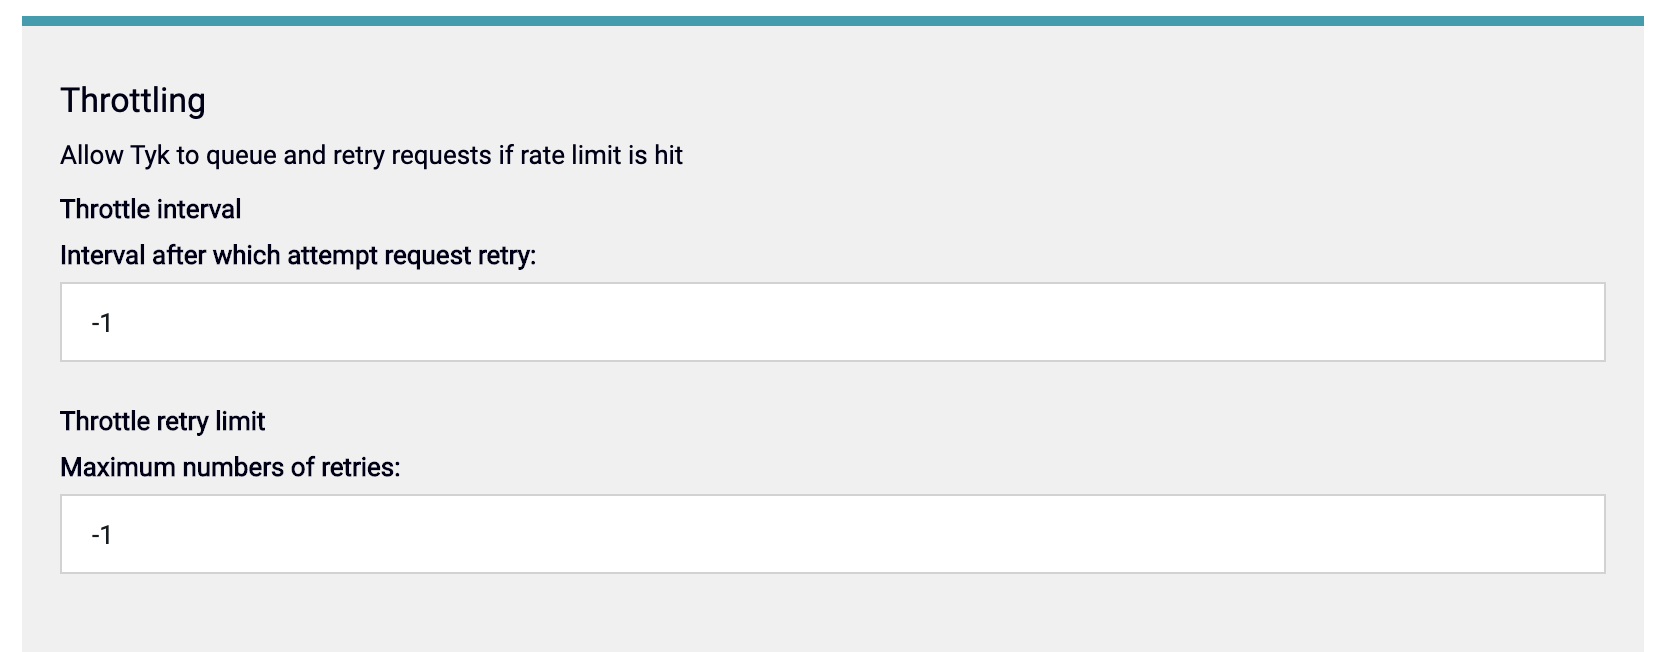 Throttling
Allow Tyk to queue and retry requests if rate limit is hit
Throttle interval
Interval after which attempt request retry:
-1
Throttle retry limit
Maximum numbers of retries:
-1